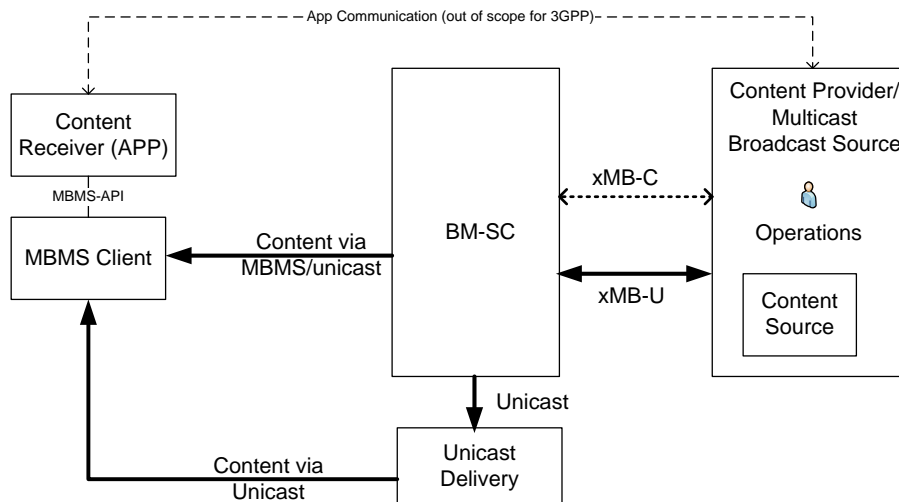 App Communication (out of scope for 3GPP)
Content
Receiver (APP)
MBMS-API
MBMS Client
Content via
MBMS/unicast
BM-SC
xMB-C
xMB-U
Content Provider/
Multicast
Broadcast Source
Operations
Content
Source
Unicast
Unicast
Delivery
Content via
Unicast